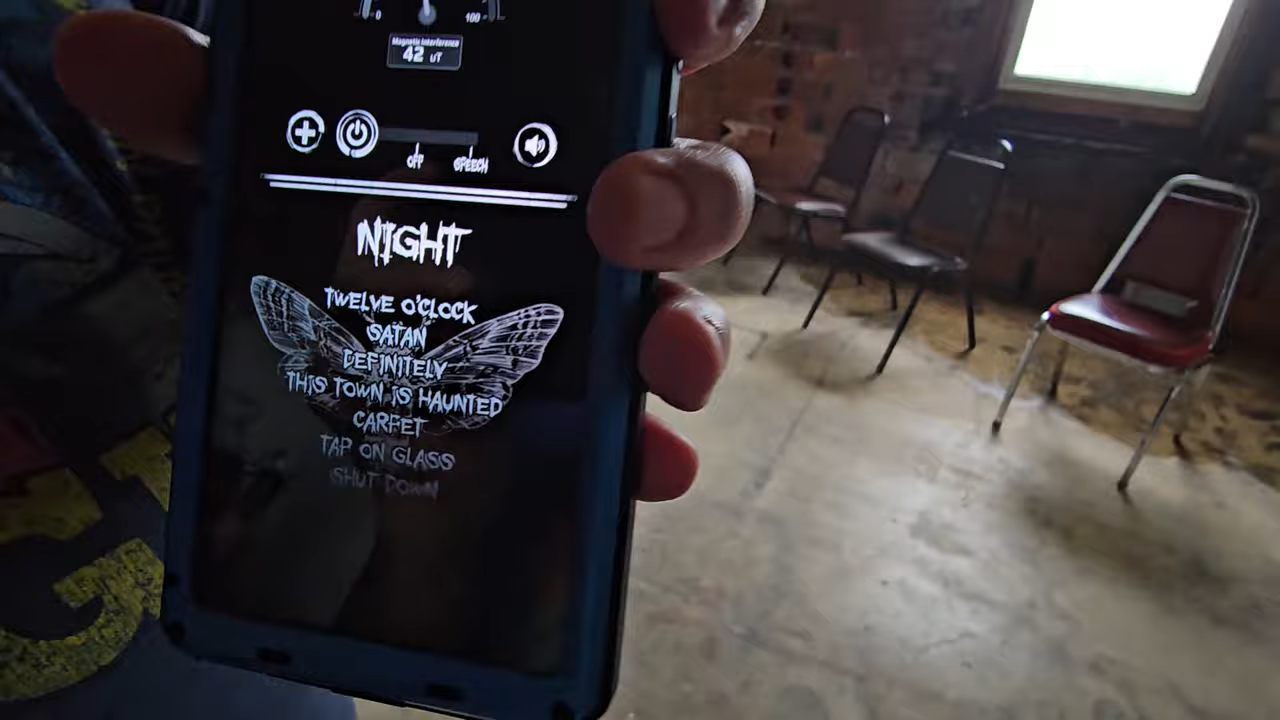 0 100
Magnetic Interference
42 uT
OFF SPEECH
NIGHT
TWELVE O'CLOCK
SATAN
DEFINITELY
THIS TOWN IS HAUNTED
CARPET
TAP ON GLASS
SHUT DOWN